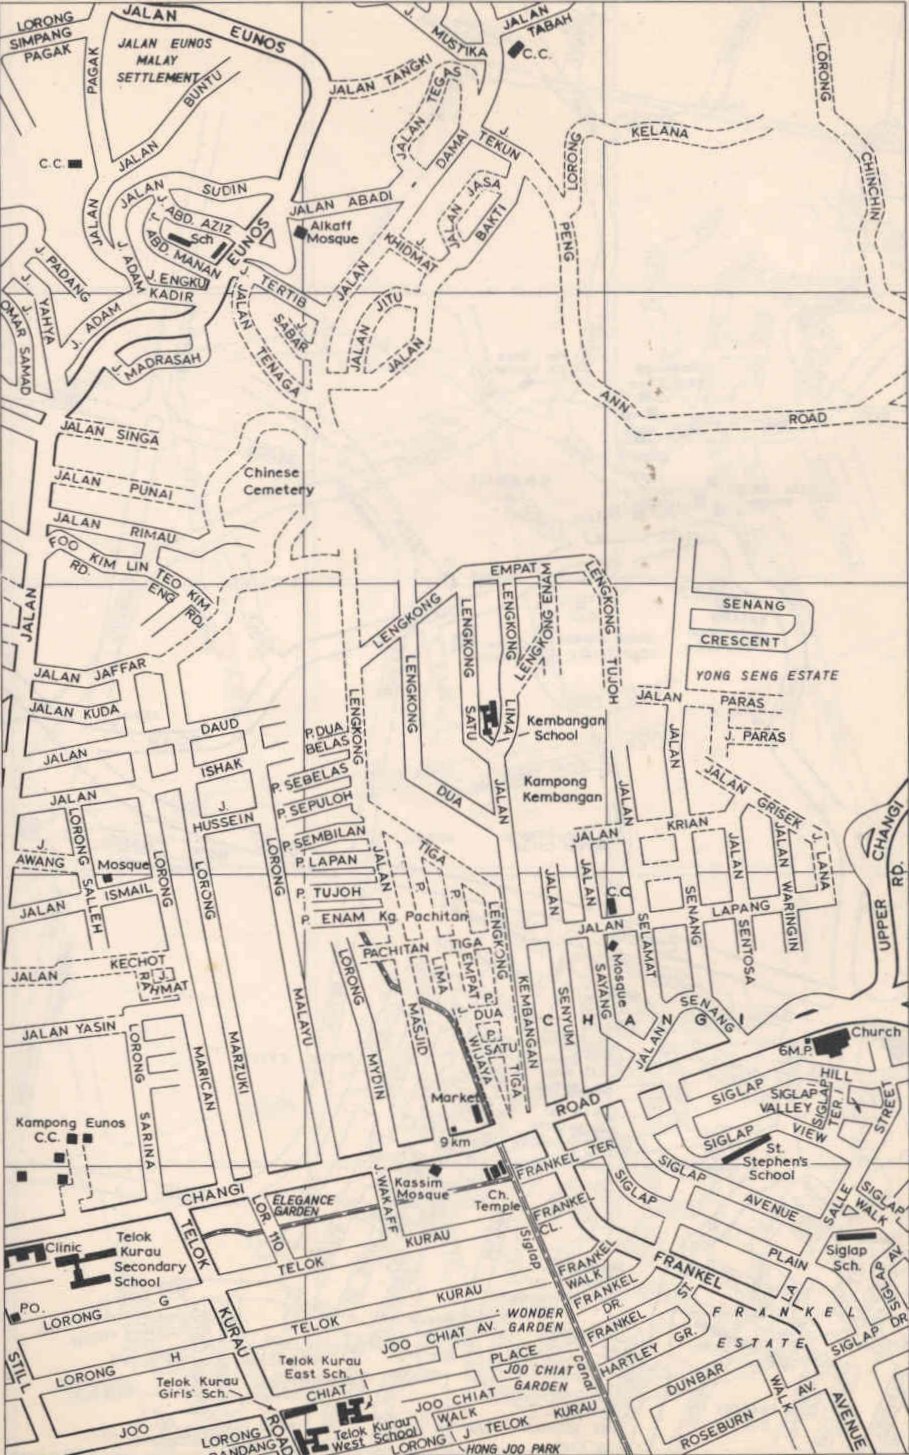 LORONG
SIMPANG
PAGAK
JALAN EUNOS
JALAN EUNOS
MALAY
SETTLEMENT
PAGAK
JALAN BUNTU
J. MUSTIKA
JALAN TABAH
C.C.
JALAN TANGKI
JALAN TEGAS
DAMAI
J. TEKUN
LORONG KELANA
LORONG CHINCHIN
C.C.
JALAN
JALAN SUDIN
J. ABD. AZIZ
Sch
J. ABD. MANAN
J. ADAM
J. ENGKU
KADIR
EUNOS
JALAN ABADI
Alkaff
Mosque
JALAN JASA
BAKTI
J. KHIDMAT
PENG
J. PADANG
J. YAHYA
J. OMAR SAMAD
J. ADAM
J. MADRASAH
J. TERTIB
J. SABAR
JALAN TENAGA
JALAN
JALAN JITU
JALAN
ANN
ROAD
JALAN SINGA
JALAN PUNAI
JALAN RIMAU
Chinese
Cemetery
FOO KIM LIN
RD.
TEO KIM
ENG RD.
JALAN
JALAN JAFFAR
JALAN KUDA
DAUD
JALAN
ISHAK
JALAN
J.
HUSSEIN
P. DUA
BELAS
P. SEBELAS
P. SEPULOH
P. SEMBILAN
P. LAPAN
P. TUJOH
P. ENAM
Kg. Pachitan
LENGKONG
EMPAT
LENGKONG
LENGKONG
SATU
LENGKONG
LIMA
LENGKONG ENAM
LENGKONG TUJOH
LENGKONG
DUA
LENGKONG
TIGA
Kembangan
School
Kampong
Kembangan
SENANG
CRESCENT
YONG SENG ESTATE
JALAN PARAS
J. PARAS
JALAN GRISEK
J. LANA
JALAN
JALAN
JALAN
JALAN KRIAN
JALAN
JALAN WARINGIN
UPPER CHANGI
RD.
J.
AWANG
LORONG SALLEH
Mosque
ISMAIL
JALAN
LORONG
LORONG
LORONG
JALAN
JALAN
JALAN
C.C.
JALAN
LAPANG
SENTOSA
SENANG
SELAMAT
KECHOT
JALAN
J.
RAHMAT
PACHITAN
TIGA
P.
P.
EMPAT
LIMA
LENGKONG
TIGA
P.
DUA
P.
SATU
J. WIJAYA
KEMBANGAN
SENYUM
SAYANG
Mosque
CHANGI
JALAN SENANG
JALAN YASIN
LORONG
SARINA
MARICAN
MARZUKI
MALAYU
LORONG
MYDIN
MASJID
Market
9 km
ROAD
Church
6M.P.
SIGLAP
HILL
SIGLAP
VALLEY
SIGLAP
TER.
SIGLAP
VIEW
STREET
St.
Stephen's
School
Kampong Eunos
C.C.
CHANGI
ELEGANCE
GARDEN
LOR. 110
J. WAKAFF
Kassim
Mosque
Ch.
Temple
FRANKEL TER.
SIGLAP
SIGLAP
AVENUE
SALLE
SIGLAP
WALK
FRANKEL
CL.
Siglap
PLAIN
LA
Siglap
Sch.
SIGLAP AV.
Clinic
Telok
Kurau
Secondary
School
TELOK
TELOK
KURAU
FRANKEL
WALK
FRANKEL
FRANKEL
DR
ST.
FRANKEL
ESTATE
P.O.
LORONG
G
KURAU
TELOK
KURAU
WONDER
GARDEN
FRANKEL
SIGLAP DR
STILL
LORONG
H
Telok Kurau
East Sch.
JOO CHIAT AV.
PLACE
JOO CHIAT
GARDEN
HARTLEY GR.
Canal
Telok Kurau
Girls' Sch.
CHIAT
JOO CHIAT
WALK
DUNBAR
WALK
AV.
AVENUE
JOO
LORONG
PANDANG
ROAD
Telok Kurau
West School
J TELOK KURAU
LORONG
HONG JOO PARK
ROSEBURN